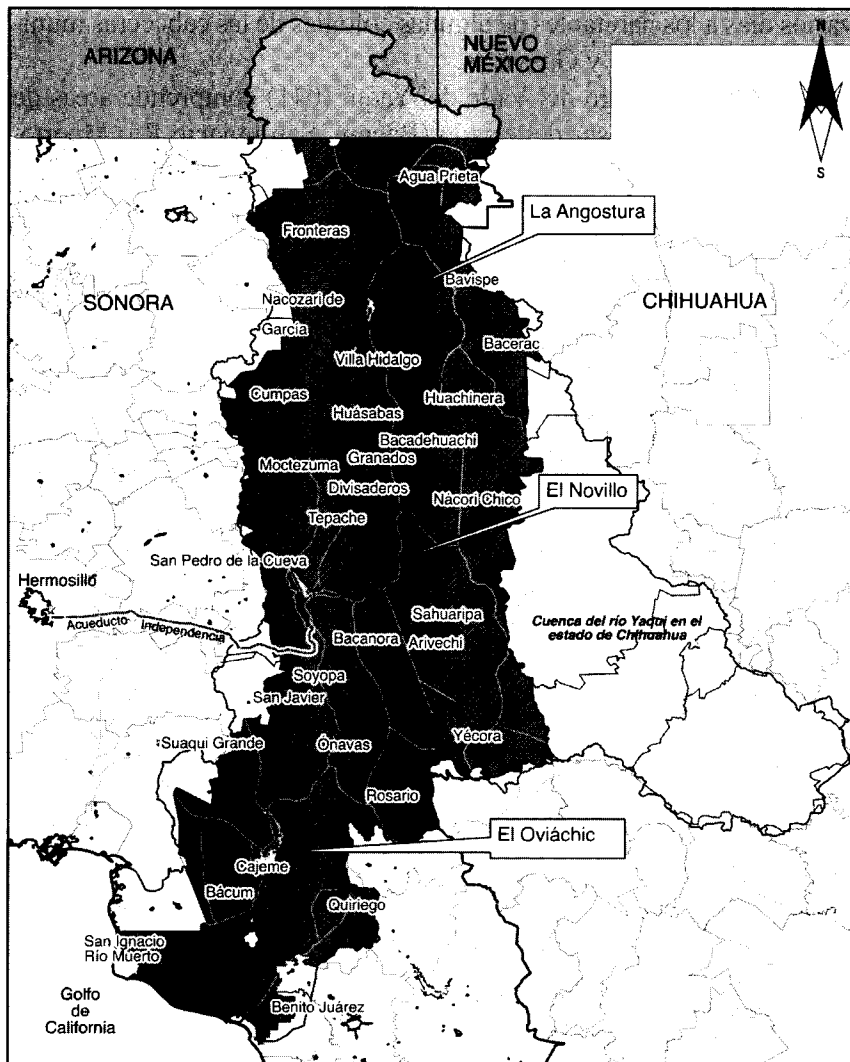 ARIZONA
NUEVO
MÉXICO
N
S
Agua Prieta
La Angostura
Fronteras
Bavispe
SONORA
Nacozari de
García
CHIHUAHUA
Bacerac
Villa Hidalgo
Cumpas
Huachinera
Huásabas
Bacadehuachi
Granados
Moctezuma
Divisaderos
Nácori Chico
El Novillo
Tepache
San Pedro de la Cueva
Hermosillo
Acueducto Independencia
Sahuaripa
Cuenca del río Yaqui en el
estado de Chihuahua
Bacanora
Arivechi
Soyopa
San Javier
Suaqui Grande
Ónavas
Yécora
Rosario
El Oviáchic
Cajeme
Bácum
Quiriego
San Ignacio
Río Muerto
Golfo
de
California
Benito Juárez